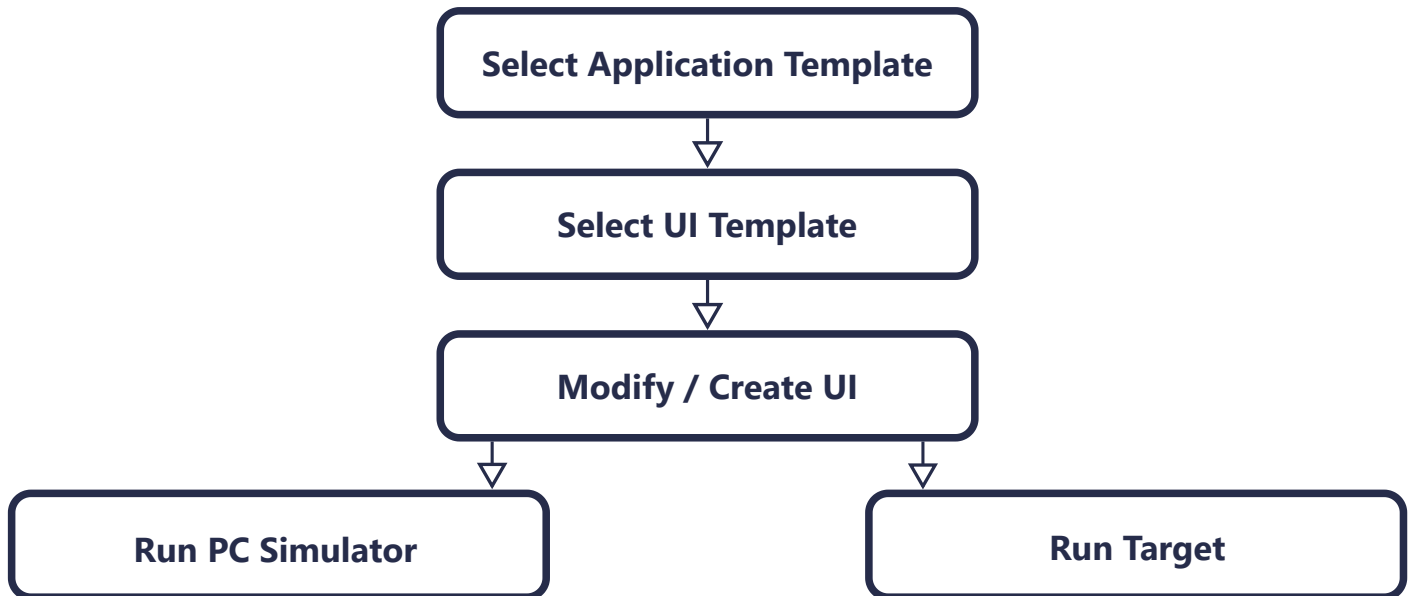 Select Application Template
Select UI Template
Modify / Create UI
Run PC Simulator
Run Target